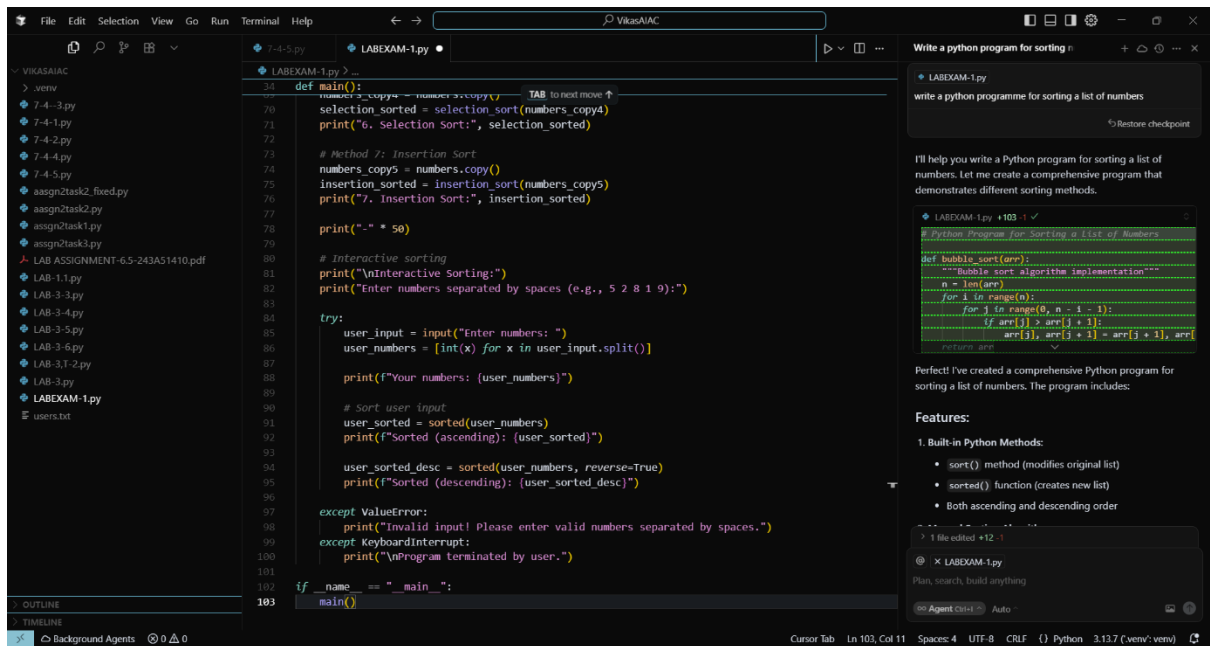 File Edit Selection View Go Run Terminal Help
VikasAIAC
VIKASAIAC
.venv
7-4--3.py
7-4-1.py
7-4-2.py
7-4-4.py
7-4-5.py
aasgn2task2_fixed.py
aasgn2task2.py
assgn2task1.py
assgn2task3.py
LAB ASSIGNMENT-6.5-243A51410.pdf
LAB-1.1.py
LAB-3-3.py
LAB-3-4.py
LAB-3-5.py
LAB-3-6.py
LAB-3,T-2.py
LAB-3.py
LABEXAM-1.py
users.txt
OUTLINE
TIMELINE
7-4-5.py
LABEXAM-1.py
LABEXAM-1.py > ...
34 def main():
TAB to next move ↑
69 numbers_copy4 = numbers.copy()
70 selection_sorted = selection_sort(numbers_copy4)
71 print("6. Selection Sort:", selection_sorted)
72
73 # Method 7: Insertion Sort
74 numbers_copy5 = numbers.copy()
75 insertion_sorted = insertion_sort(numbers_copy5)
76 print("7. Insertion Sort:", insertion_sorted)
77
78 print("-" * 50)
79
80 # Interactive sorting
81 print("\nInteractive Sorting:")
82 print("Enter numbers separated by spaces (e.g., 5 2 8 1 9):")
83
84 try:
85 user_input = input("Enter numbers: ")
86 user_numbers = [int(x) for x in user_input.split()]
87
88 print(f"Your numbers: {user_numbers}")
89
90 # Sort user input
91 user_sorted = sorted(user_numbers)
92 print(f"Sorted (ascending): {user_sorted}")
93
94 user_sorted_desc = sorted(user_numbers, reverse=True)
95 print(f"Sorted (descending): {user_sorted_desc}")
96
97 except ValueError:
98 print("Invalid input! Please enter valid numbers separated by spaces.")
99 except KeyboardInterrupt:
100 print("\nProgram terminated by user.")
101
102 if __name__ == "__main__":
103 main()
Write a python program for sorting n
LABEXAM-1.py
write a python programme for sorting a list of numbers
Restore checkpoint
I'll help you write a Python program for sorting a list of
numbers. Let me create a comprehensive program that
demonstrates different sorting methods.
LABEXAM-1.py +103 -1
# Python Program for Sorting a List of Numbers
def bubble_sort(arr):
"""Bubble sort algorithm implementation"""
n = len(arr)
for i in range(n):
for j in range(0, n - i - 1):
if arr[j] > arr[j + 1]:
arr[j], arr[j + 1] = arr[j + 1], arr[
return arr
Perfect! I've created a comprehensive Python program for
sorting a list of numbers. The program includes:
Features:
1. Built-in Python Methods:
• sort() method (modifies original list)
• sorted() function (creates new list)
• Both ascending and descending order
1 file edited +12 -1
@ LABEXAM-1.py
Plan, search, build anything
Agent Ctrl+I Auto
Background Agents 0 0 Cursor Tab Ln 103, Col 11 Spaces: 4 UTF-8 CRLF {} Python 3.13.7 ('.venv': venv)